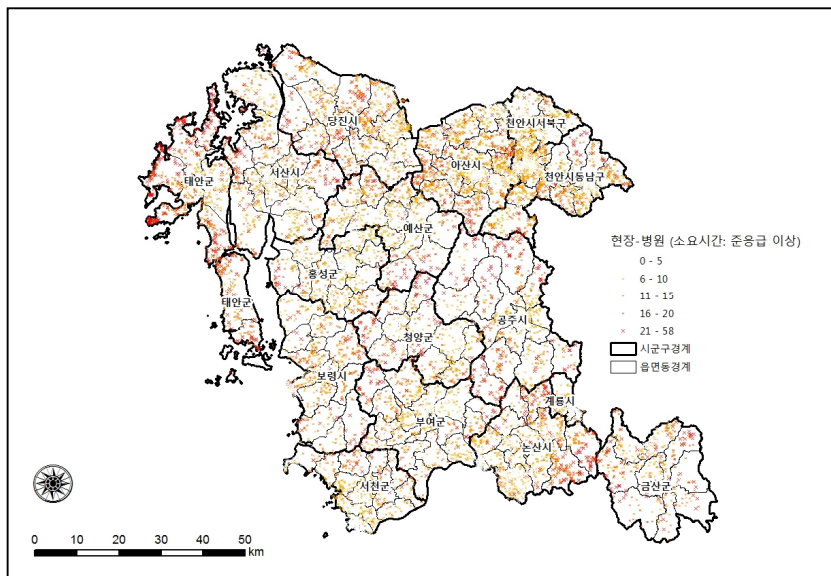 당진시
천안시서북구
아산시
서산시
태안군
천안시동남구
예산군
현장-병원 (소요시간: 준응급 이상)
0 - 5
6 - 10
11 - 15
16 - 20
21 - 58
시군구경계
읍면동경계
홍성군
태안군
공주시
청양군
보령시
계룡시
부여군
논산시
서천군
금산군
0 10 20 30 40 50
km